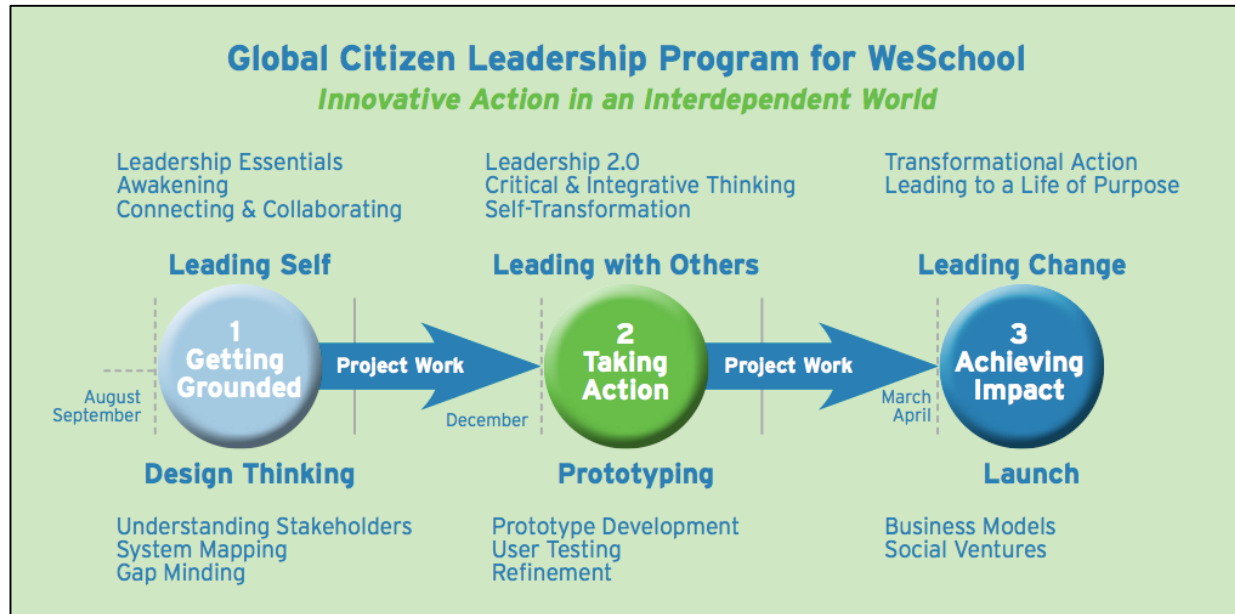 Global Citizen Leadership Program for WeSchool
Innovative Action in an Interdependent World
Leadership Essentials
Awakening
Connecting & Collaborating
Leadership 2.0
Critical & Integrative Thinking
Self-Transformation
Transformational Action
Leading to a Life of Purpose
Leading Self
Leading with Others
Leading Change
August
September
1
Getting
Grounded
Project Work
December
2
Taking
Action
Project Work
March
April
3
Achieving
Impact
Design Thinking
Prototyping
Launch
Understanding Stakeholders
System Mapping
Gap Minding
Prototype Development
User Testing
Refinement
Business Models
Social Ventures